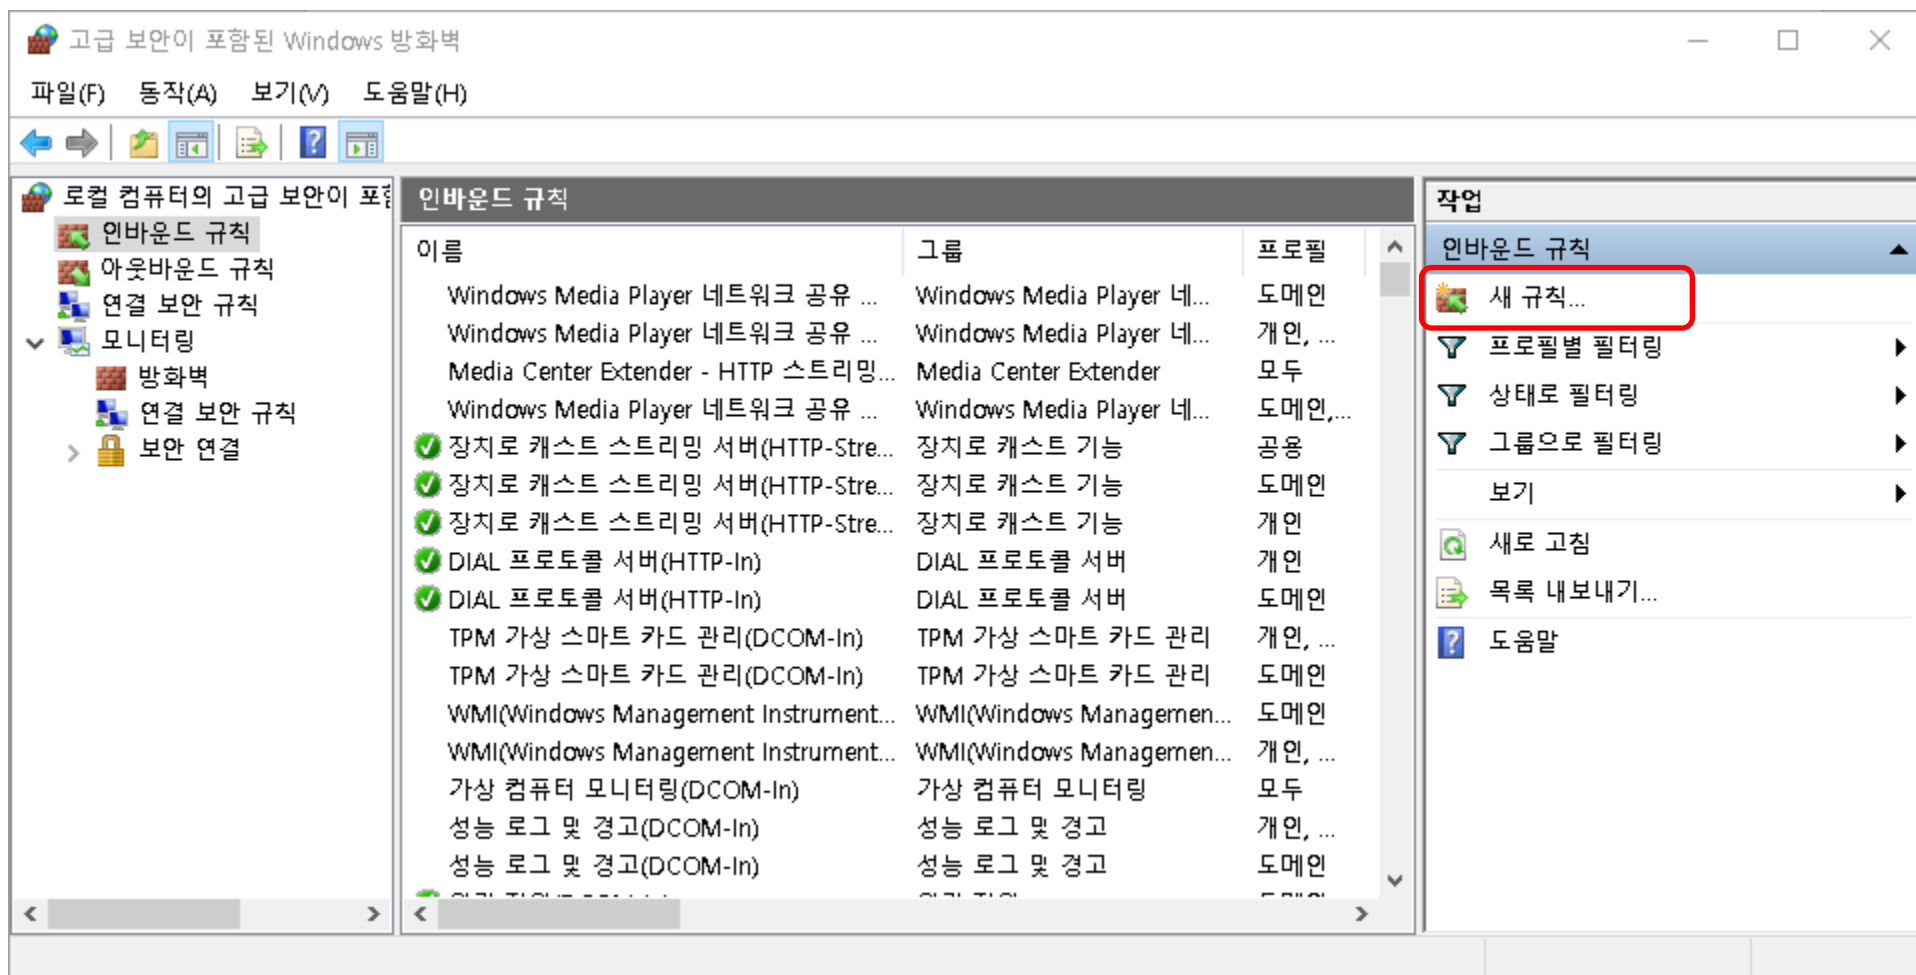 고급 보안이 포함된 Windows 방화벽
파일(F) 동작(A) 보기(V) 도움말(H)
로컬 컴퓨터의 고급 보안이
인바운드 규칙
아웃바운드 규칙
연결 보안 규칙
모니터링
방화벽
연결 보안 규칙
보안 연결
인바운드 규칙
이름 그룹 프로필
Windows Media Player 네트워크 공유 ... Windows Media Player 네... 도메인
Windows Media Player 네트워크 공유 ... Windows Media Player 네... 개인, ...
Media Center Extender - HTTP 스트리밍... Media Center Extender 모두
Windows Media Player 네트워크 공유 ... Windows Media Player 네... 도메인,...
장치로 캐스트 스트리밍 서버(HTTP-Stre... 장치로 캐스트 기능 공용
장치로 캐스트 스트리밍 서버(HTTP-Stre... 장치로 캐스트 기능 도메인
장치로 캐스트 스트리밍 서버(HTTP-Stre... 장치로 캐스트 기능 개인
DIAL 프로토콜 서버(HTTP-In) DIAL 프로토콜 서버 개인
DIAL 프로토콜 서버(HTTP-In) DIAL 프로토콜 서버 도메인
TPM 가상 스마트 카드 관리(DCOM-In) TPM 가상 스마트 카드 관리 개인, ...
TPM 가상 스마트 카드 관리(DCOM-In) TPM 가상 스마트 카드 관리 도메인
WMI(Windows Management Instrument... WMI(Windows Managemen... 도메인
WMI(Windows Management Instrument... WMI(Windows Managemen... 개인, ...
가상 컴퓨터 모니터링(DCOM-In) 가상 컴퓨터 모니터링 모두
성능 로그 및 경고(DCOM-In) 성능 로그 및 경고 개인, ...
성능 로그 및 경고(DCOM-In) 성능 로그 및 경고 도메인
작업
인바운드 규칙
새 규칙...
프로필별 필터링
상태로 필터링
그룹으로 필터링
보기
새로 고침
목록 내보내기...
도움말